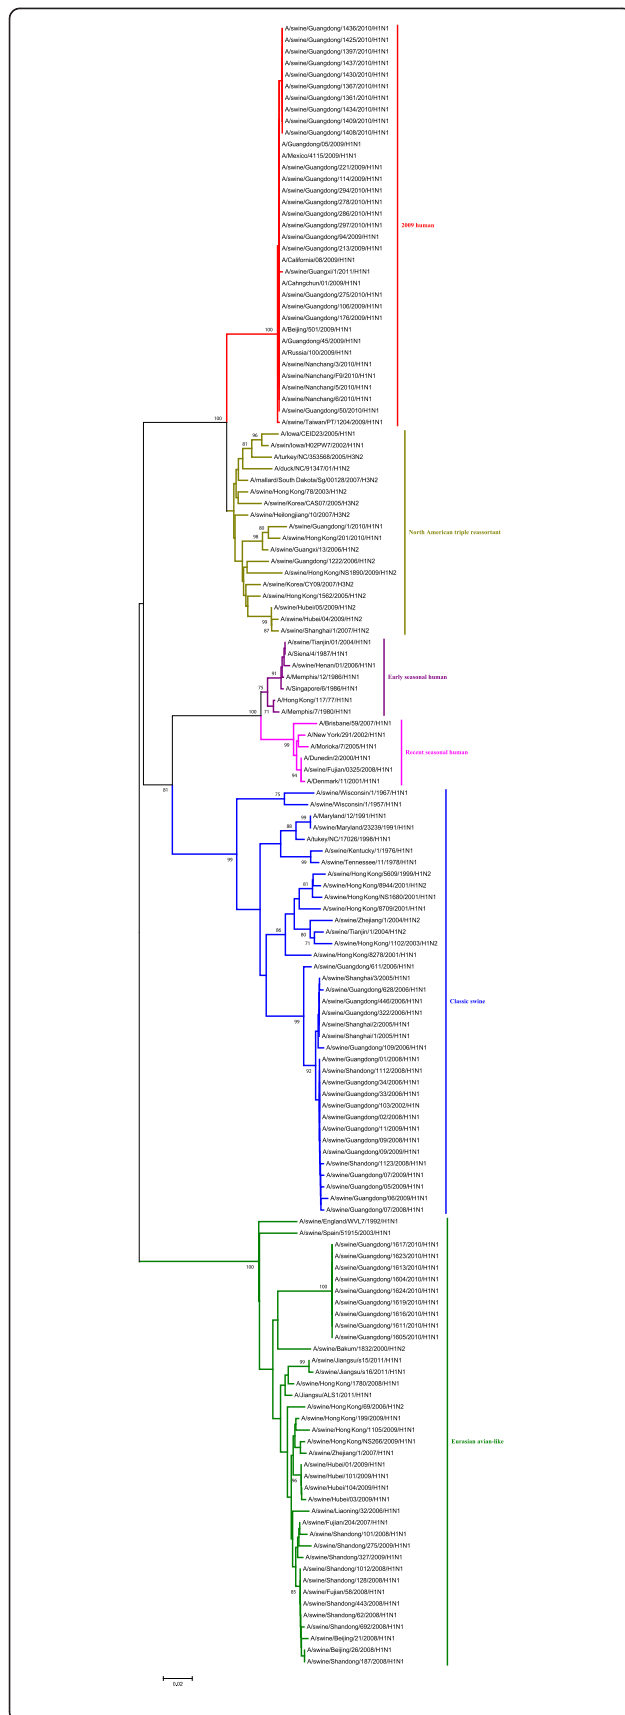 A/swine/Guangdong/1436/2010/H1N1
A/swine/Guangdong/1425/2010/H1N1
A/swine/Guangdong/1397/2010/H1N1
A/swine/Guangdong/1437/2010/H1N1
A/swine/Guangdong/1430/2010/H1N1
A/swine/Guangdong/1367/2010/H1N1
A/swine/Guangdong/1361/2010/H1N1
A/swine/Guangdong/1434/2010/H1N1
A/swine/Guangdong/1409/2010/H1N1
A/swine/Guangdong/1408/2010/H1N1
A/Guangdong/05/2009/H1N1
A/Mexico/4115/2009/H1N1
A/swine/Guangdong/221/2009/H1N1
A/swine/Guangdong/114/2009/H1N1
A/swine/Guangdong/294/2010/H1N1
A/swine/Guangdong/278/2010/H1N1
A/swine/Guangdong/286/2010/H1N1
A/swine/Guangdong/297/2010/H1N1
2009 human
A/swine/Guangdong/94/2009/H1N1
A/swine/Guangdong/213/2009/H1N1
A/California/08/2009/H1N1
A/swine/Guangxi/1/2011/H1N1
A/Cahngchun/01/2009/H1N1
A/swine/Guangdong/275/2010/H1N1
A/swine/Guangdong/106/2009/H1N1
A/swine/Guangdong/176/2009/H1N1
100
A/Beijing/501/2009/H1N1
A/Guangdong/45/2009/H1N1
A/Russia/100/2009/H1N1
A/swine/Nanchang/3/2010/H1N1
A/swine/Nanchang/F9/2010/H1N1
A/swine/Nanchang/5/2010/H1N1
A/swine/Nanchang/6/2010/H1N1
A/swine/Guangdong/50/2010/H1N1
100
A/swine/Taiwan/PT/1204/2009/H1N1
96
A/Iowa/CEID23/2005/H1N1
81
A/swin/Iowa/H02PW7/2002/H1N1
A/turkey/NC/353568/2005/H3N2
A/duck/NC/91347/01/H1N2
A/mallard/South Dakota/Sg/00128/2007/H3N2
A/swine/Hong Kong/78/2003/H1N2
A/swine/Korea/CAS07/2005/H3N2
A/swine/Heilongjiang/10/2007/H3N2
80
A/swine/Guangdong/1/2010/H1N1
North American triple reassortant
98
A/swine/Hong Kong/201/2010/H1N1
A/swine/Guangxi/13/2006/H1N2
A/swine/Guangdong/1222/2006/H1N2
A/swine/Hong Kong/NS1890/2009/H1N2
A/swine/Korea/CY09/2007/H3N2
A/swine/Hong Kong/1562/2005/H1N2
A/swine/Hubei/05/2009/H1N2
99
A/swine/Hubei/04/2009/H1N2
87
A/swine/Shanghai/1/2007/H1N2
A/swine/Tianjin/01/2004/H1N1
A/Siena/4/1987/H1N1
A/swine/Henan/01/2006/H1N1
91
A/Memphis/12/1986/H1N1
Early seasonal human
75
A/Singapore/6/1986/H1N1
A/Hong Kong/117/77/H1N1
100
71
A/Memphis/7/1980/H1N1
A/Brisbane/59/2007/H1N1
A/New York/291/2002/H1N1
99
A/Morioka/7/2005/H1N1
Recent seasonal human
A/Dunedin/2/2000/H1N1
A/swine/Fujian/0325/2008/H1N1
94
A/Denmark/11/2001/H1N1
81
75
A/swine/Wisconsin/1/1967/H1N1
A/swine/Wisconsin/1/1957/H1N1
99
A/Maryland/12/1991/H1N1
88
A/swine/Maryland/23239/1991/H1N1
A/tukey/NC/17026/1998/H1N1
A/swine/Kentucky/1/1976/H1N1
99
99
A/swine/Tennessee/11/1978/H1N1
A/swine/Hong Kong/5609/1999/H1N2
81
A/swine/Hong Kong/8944/2001/H1N2
A/swine/Hong Kong/NS1680/2001/H1N1
A/swine/Hong Kong/9709/2001/H1N1
A/swine/Zhejiang/1/2004/H1N2
86
80
A/swine/Tianjin/1/2004/H1N2
71
A/swine/Hong Kong/1102/2003/H1N2
A/swine/Hong Kong/8278/2001/H1N1
A/swine/Guangdong/611/2006/H1N1
A/swine/Shanghai/3/2005/H1N1
A/swine/Guangdong/628/2006/H1N1
A/swine/Guangdong/446/2006/H1N1
Classic swine
A/swine/Guangdong/322/2006/H1N1
99
A/swine/Shanghai/2/2005/H1N1
A/swine/Shanghai/1/2005/H1N1
A/swine/Guangdong/109/2006/H1N1
A/swine/Guangdong/01/2008/H1N1
92
A/swine/Shandong/1112/2008/H1N1
A/swine/Guangdong/34/2006/H1N1
A/swine/Guangdong/33/2006/H1N1
A/swine/Guangdong/103/2002/H1N
A/swine/Guangdong/02/2008/H1N1
A/swine/Guangdong/11/2009/H1N1
A/swine/Guangdong/09/2008/H1N1
A/swine/Guangdong/09/2009/H1N1
A/swine/Shandong/1123/2008/H1N1
A/swine/Guangdong/07/2009/H1N1
A/swine/Guangdong/05/2009/H1N1
A/swine/Guangdong/06/2009/H1N1
A/swine/Guangdong/07/2008/H1N1
A/swine/England/WVL7/1992/H1N1
A/swine/Spain/51915/2003/H1N1
A/swine/Guangdong/1617/2010/H1N1
A/swine/Guangdong/1623/2010/H1N1
100
A/swine/Guangdong/1613/2010/H1N1
A/swine/Guangdong/1604/2010/H1N1
100
A/swine/Guangdong/1624/2010/H1N1
A/swine/Guangdong/1619/2010/H1N1
A/swine/Guangdong/1616/2010/H1N1
A/swine/Guangdong/1611/2010/H1N1
A/swine/Guangdong/1605/2010/H1N1
A/swine/Bakum/1832/2000/H1N2
99
A/swine/Jiangsu/s15/2011/H1N1
A/swine/Jiangsu/s16/2011/H1N1
A/swine/Hong Kong/1780/2008/H1N1
A/Jiangsu/ALS1/2011/H1N1
A/swine/Hong Kong/69/2006/H1N2
A/swine/Hong Kong/199/2009/H1N1
A/swine/Hong Kong/1105/2009/H1N1
A/swine/Hong Kong/NS266/2009/H1N1
Eurasian avian-like
A/swine/Zhejiang/1/2007/H1N1
A/swine/Hubei/01/2009/H1N1
96
A/swine/Hubei/101/2009/H1N1
A/swine/Hubei/104/2009/H1N1
A/swine/Hubei/03/2009/H1N1
A/swine/Liaoning/32/2006/H1N1
A/swine/Fujian/204/2007/H1N1
A/swine/Shandong/101/2008/H1N1
A/swine/Shandong/275/2009/H1N1
A/swine/Shandong/327/2009/H1N1
A/swine/Shandong/1012/2008/H1N1
A/swine/Shandong/128/2008/H1N1
85
A/swine/Fujian/58/2008/H1N1
A/swine/Shandong/443/2008/H1N1
A/swine/Shandong/62/2008/H1N1
A/swine/Shandong/692/2008/H1N1
A/swine/Beijing/21/2008/H1N1
A/swine/Beijing/26/2008/H1N1
A/swine/Shandong/187/2008/H1N1
0.02